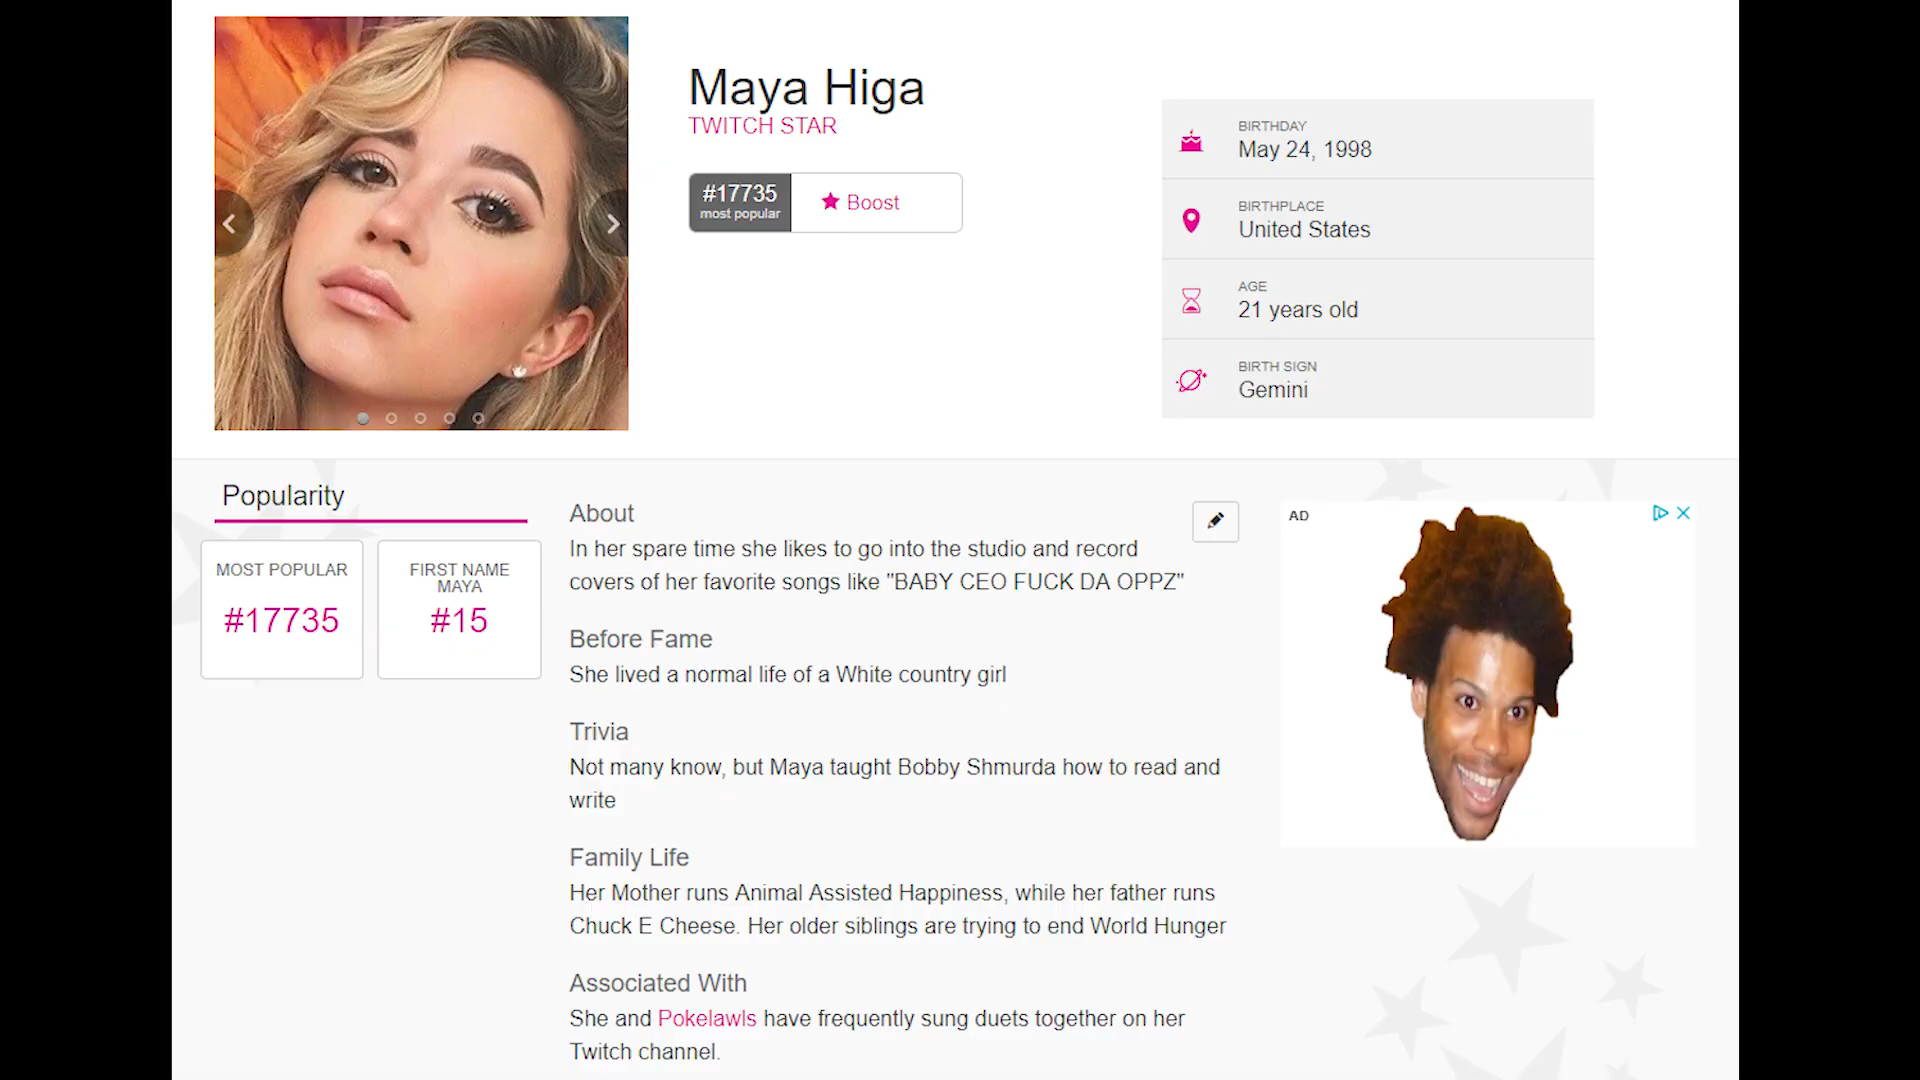 Maya Higa
TWITCH STAR
#17735
most popular
Boost
BIRTHDAY
May 24, 1998
BIRTHPLACE
United States
AGE
21 years old
BIRTH SIGN
Gemini
Popularity
MOST POPULAR
#17735
FIRST NAME
MAYA
#15
About
In her spare time she likes to go into the studio and record
covers of her favorite songs like "BABY CEO FUCK DA OPPZ"
Before Fame
She lived a normal life of a White country girl
Trivia
Not many know, but Maya taught Bobby Shmurda how to read and
write
Family Life
Her Mother runs Animal Assisted Happiness, while her father runs
Chuck E Cheese. Her older siblings are trying to end World Hunger
Associated With
She and Pokelawls have frequently sung duets together on her
Twitch channel.
AD